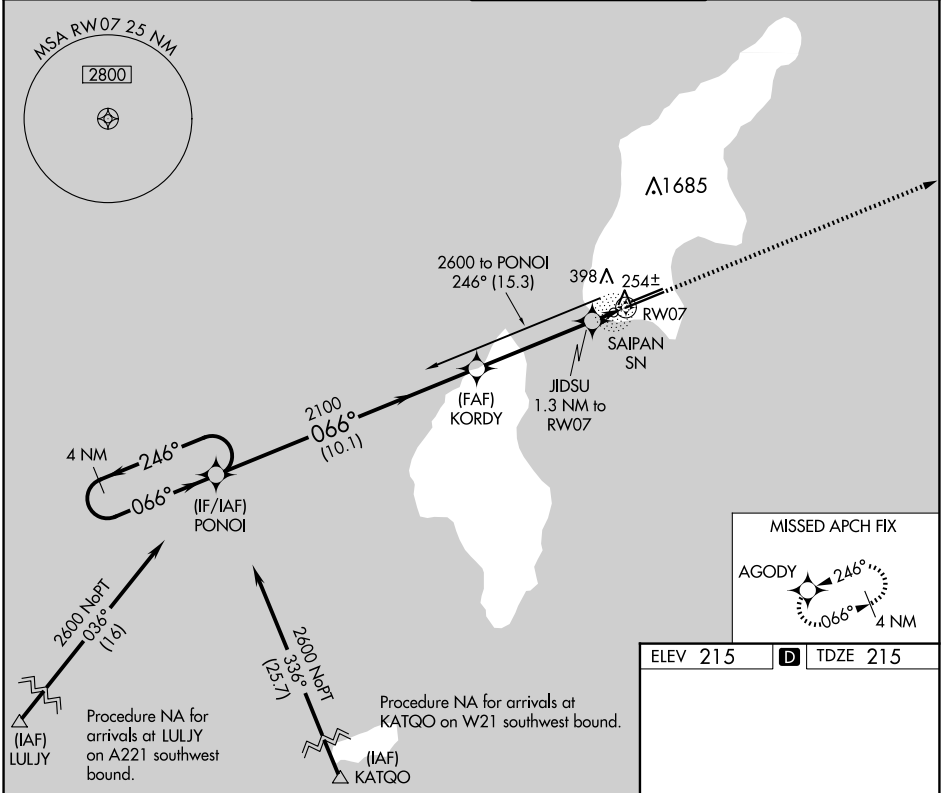 MSA RW07 25 NM
2800
1685
2600 to PONOI
246° (15.3)
398
254±
RW07
SAIPAN
SN
JIDSU
1.3 NM to
RW07
(FAF)
KORDY
2100
066°
(10.1)
4 NM
246°
066°
(IF/IAF)
PONOI
2600 NoPT
036°
(16)
2600 NoPT
336°
(25.7)
(IAF)
LULJY
Procedure NA for
arrivals at LULJY
on A221 southwest
bound.
Procedure NA for arrivals at
KATQO on W21 southwest bound.
(IAF)
KATQO
MISSED APCH FIX
AGODY
246°
066°
4 NM
ELEV 215
D
TDZE 215